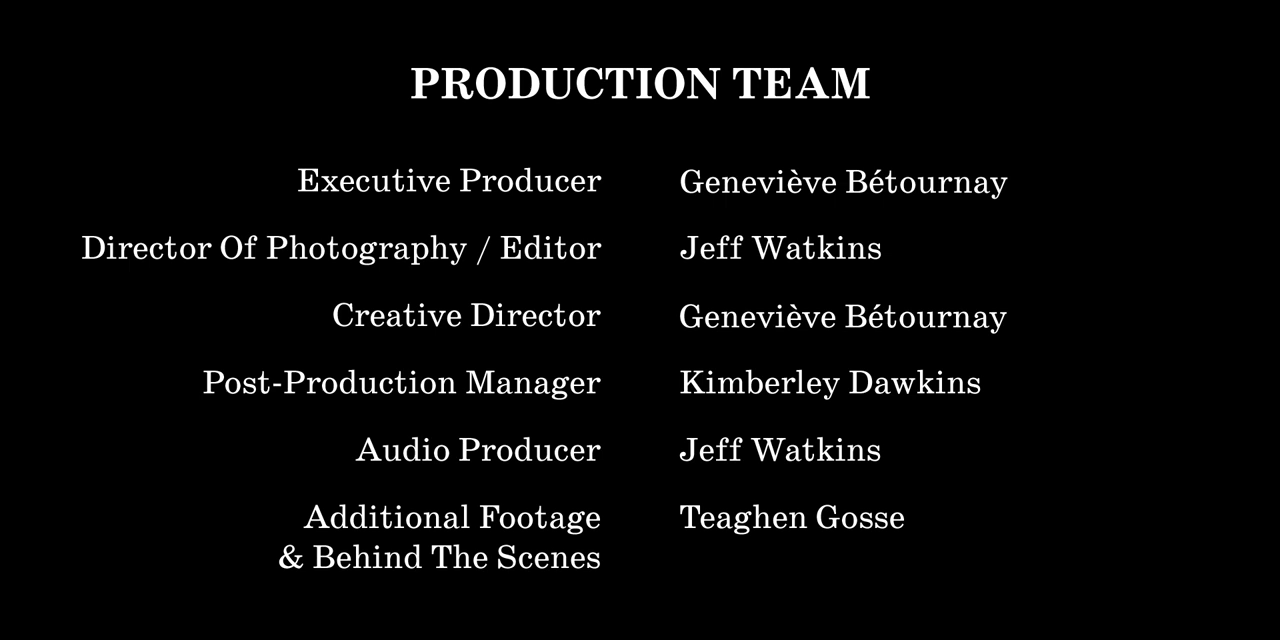 PRODUCTION TEAM
Executive Producer Geneviève Bétournay
Director Of Photography / Editor Jeff Watkins
Creative Director Geneviève Bétournay
Post-Production Manager Kimberley Dawkins
Audio Producer Jeff Watkins
Additional Footage Teaghen Gosse
& Behind The Scenes